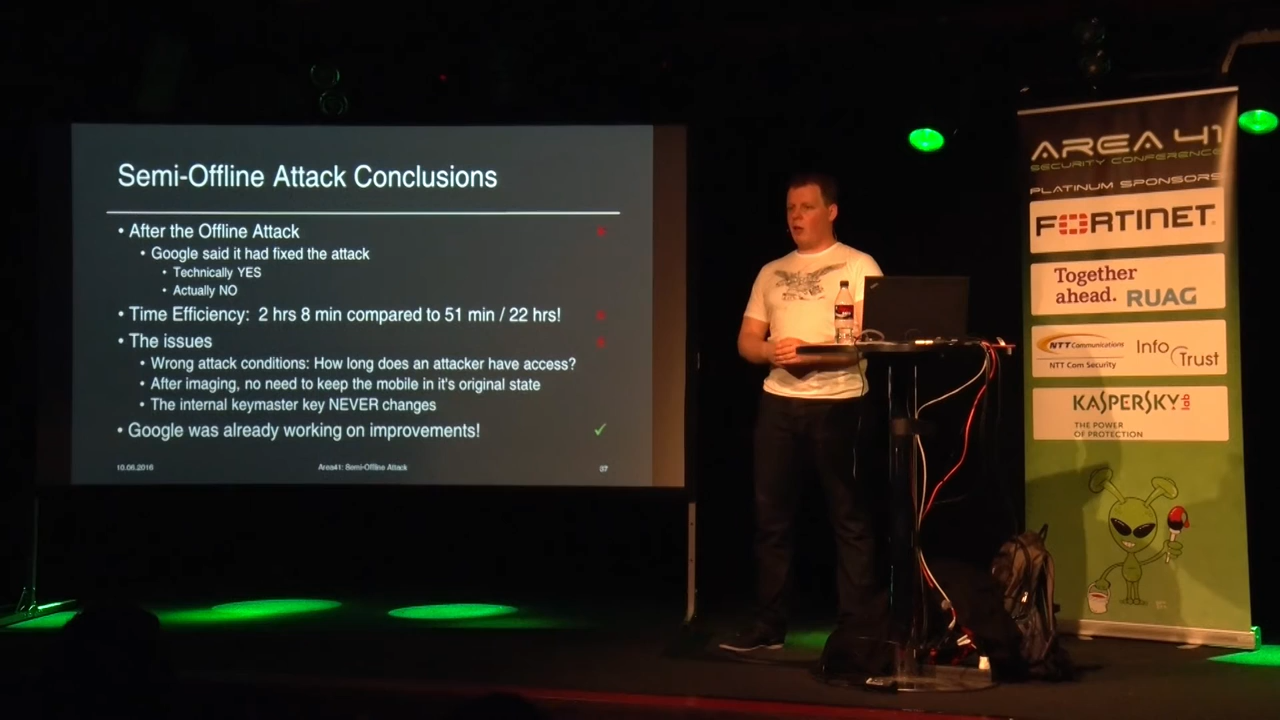 Semi-Offline Attack Conclusions
• After the Offline Attack
• Google said it had fixed the attack
• Technically YES
• Actually NO
• Time Efficiency: 2 hrs 8 min compared to 51 min / 22 hrs!
• The issues
• Wrong attack conditions: How long does an attacker have access?
• After imaging, no need to keep the mobile in it's original state
• The internal keymaster key NEVER changes
• Google was already working on improvements!
10.06.2016
Area41: Semi-Offline Attack
37
AREA 41
SECURITY CONFERENCE
PLATINUM SPONSORS
FORTINET
Together
ahead. RUAG
NTT Communications
NTT Com Security
Info Trust
KASPERSKY lab
THE POWER
OF PROTECTION